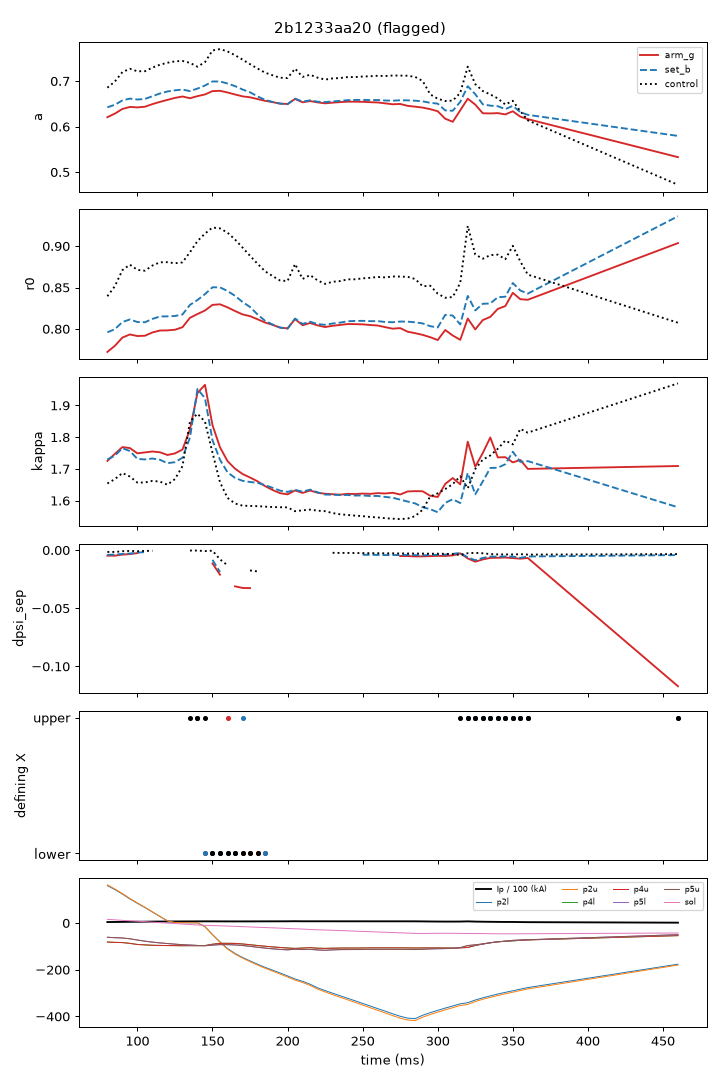 2b1233aa20 (flagged)
arm_g
set_b
control
0.7
0.6
0.5
a
0.90
0.85
0.80
r0
1.9
1.8
1.7
1.6
kappa
0.00
−0.05
−0.10
dpsi_sep
upper
lower
defining X
Ip / 100 (kA) p2u p4u p5u
p2l p4l p5l sol
0
−200
−400
100 150 200 250 300 350 400 450
time (ms)